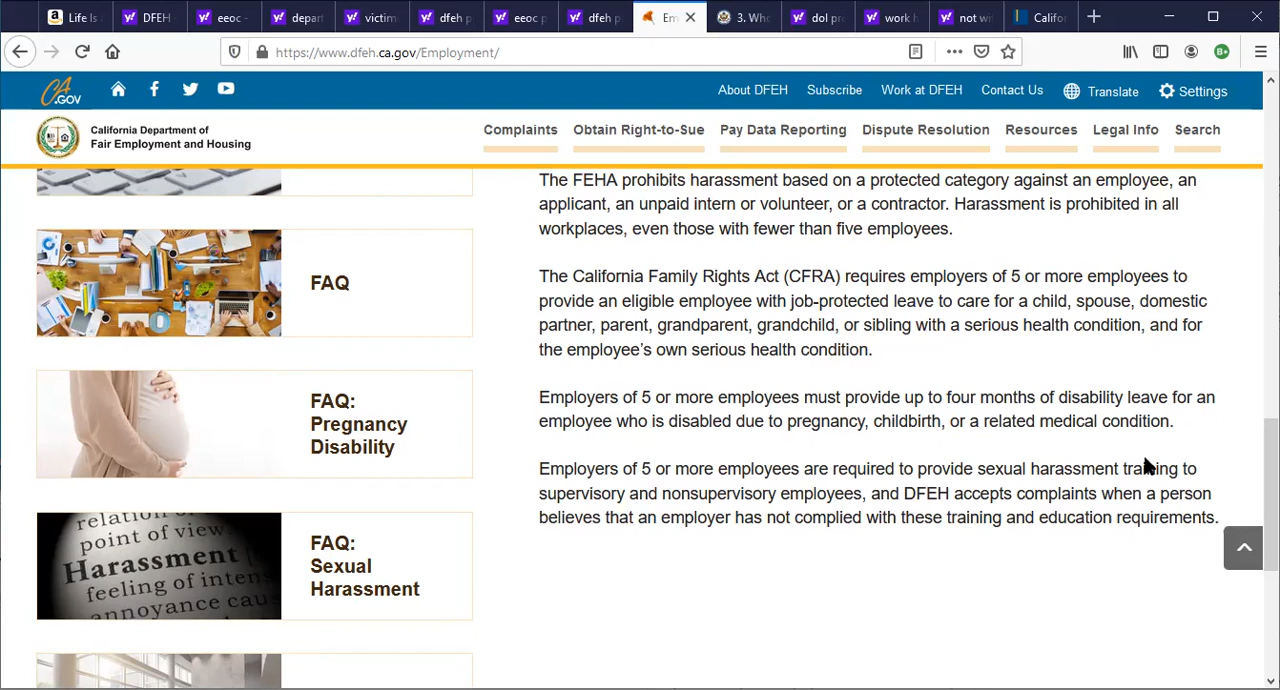 Life Is
DFEH
eeoc -
depart
victim
dfeh p
eeoc p
dfeh p
Em
3. Who
dol pr
work h
not w
Califor
https://www.dfeh.ca.gov/Employment/
B+
CA
.GOV
About DFEH Subscribe Work at DFEH Contact Us Translate Settings
California Department of
Fair Employment and Housing
Complaints Obtain Right-to-Sue Pay Data Reporting Dispute Resolution Resources Legal Info Search
FAQ
FAQ:
Pregnancy
Disability
relation
point of view
Harassment
feeling of inten
annoyance cau
FAQ:
Sexual
Harassment
The FEHA prohibits harassment based on a protected category against an employee, an
applicant, an unpaid intern or volunteer, or a contractor. Harassment is prohibited in all
workplaces, even those with fewer than five employees.
The California Family Rights Act (CFRA) requires employers of 5 or more employees to
provide an eligible employee with job-protected leave to care for a child, spouse, domestic
partner, parent, grandparent, grandchild, or sibling with a serious health condition, and for
the employee's own serious health condition.
Employers of 5 or more employees must provide up to four months of disability leave for an
employee who is disabled due to pregnancy, childbirth, or a related medical condition.
Employers of 5 or more employees are required to provide sexual harassment training to
supervisory and nonsupervisory employees, and DFEH accepts complaints when a person
believes that an employer has not complied with these training and education requirements.